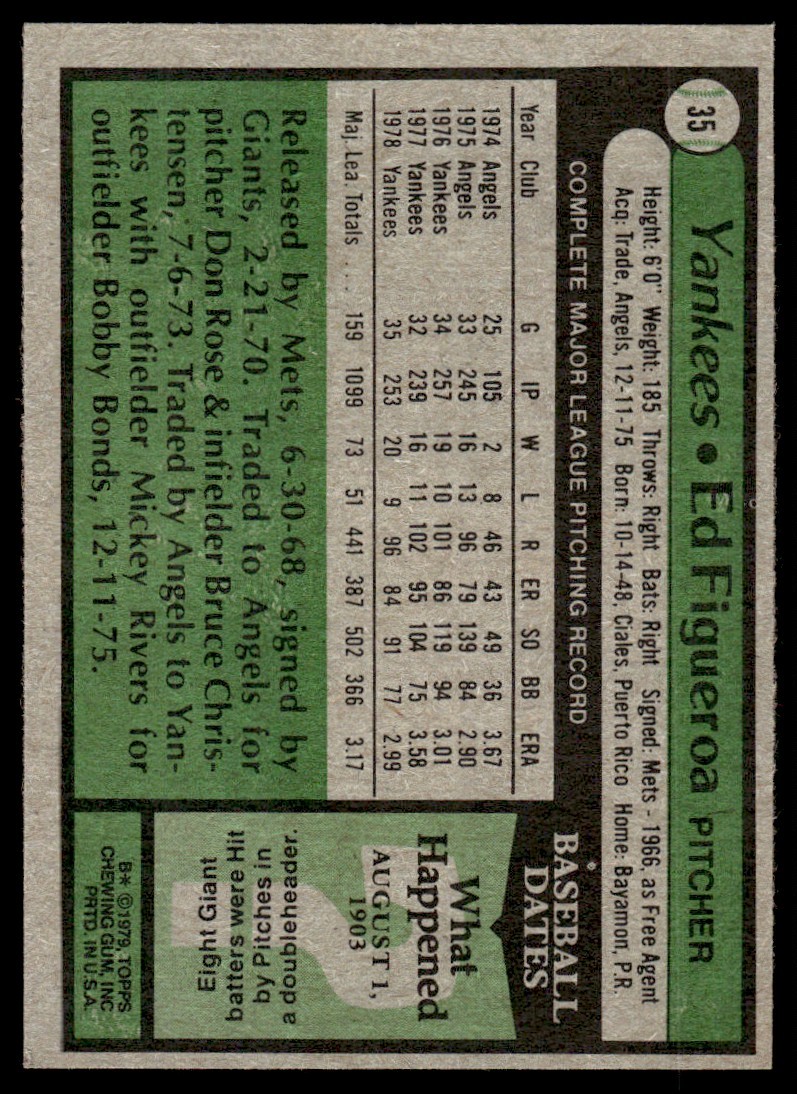 35
Yankees • Ed Figueroa PITCHER
Height: 6'0" Weight: 185 Throws: Right Bats: Right Signed: Mets - 1966, as Free Agent
Acq: Trade, Angels, 12-11-75 Born: 10-14-48, Ciales, Puerto Rico Home: Bayamon, P.R.
COMPLETE MAJOR LEAGUE PITCHING RECORD
Year Club G IP W L R ER SO BB ERA
1974 Angels 25 105 2 8 46 43 49 36 3.67
1975 Angels 33 245 16 13 96 79 139 84 2.90
1976 Yankees 34 257 19 10 101 86 119 94 3.01
1977 Yankees 32 239 16 11 102 95 104 75 3.58
1978 Yankees 35 253 20 9 96 84 91 77 2.99
Maj. Lea. Totals . . . 159 1099 73 51 441 387 502 366 3.17
Released by Mets, 6-30-68, signed by
Giants, 2-21-70. Traded to Angels for
pitcher Don Rose & infielder Bruce Chris-
tensen, 7-6-73. Traded by Angels to Yan-
kees with outfielder Mickey Rivers for
outfielder Bobby Bonds, 12-11-75.
BASEBALL
DATES
What
Happened
AUGUST 1,
1903
?
Eight Giant
batters were Hit
by Pitches in
a doubleheader.
B* ©1979, TOPPS
CHEWING GUM, INC
PRTD. IN U.S.A.